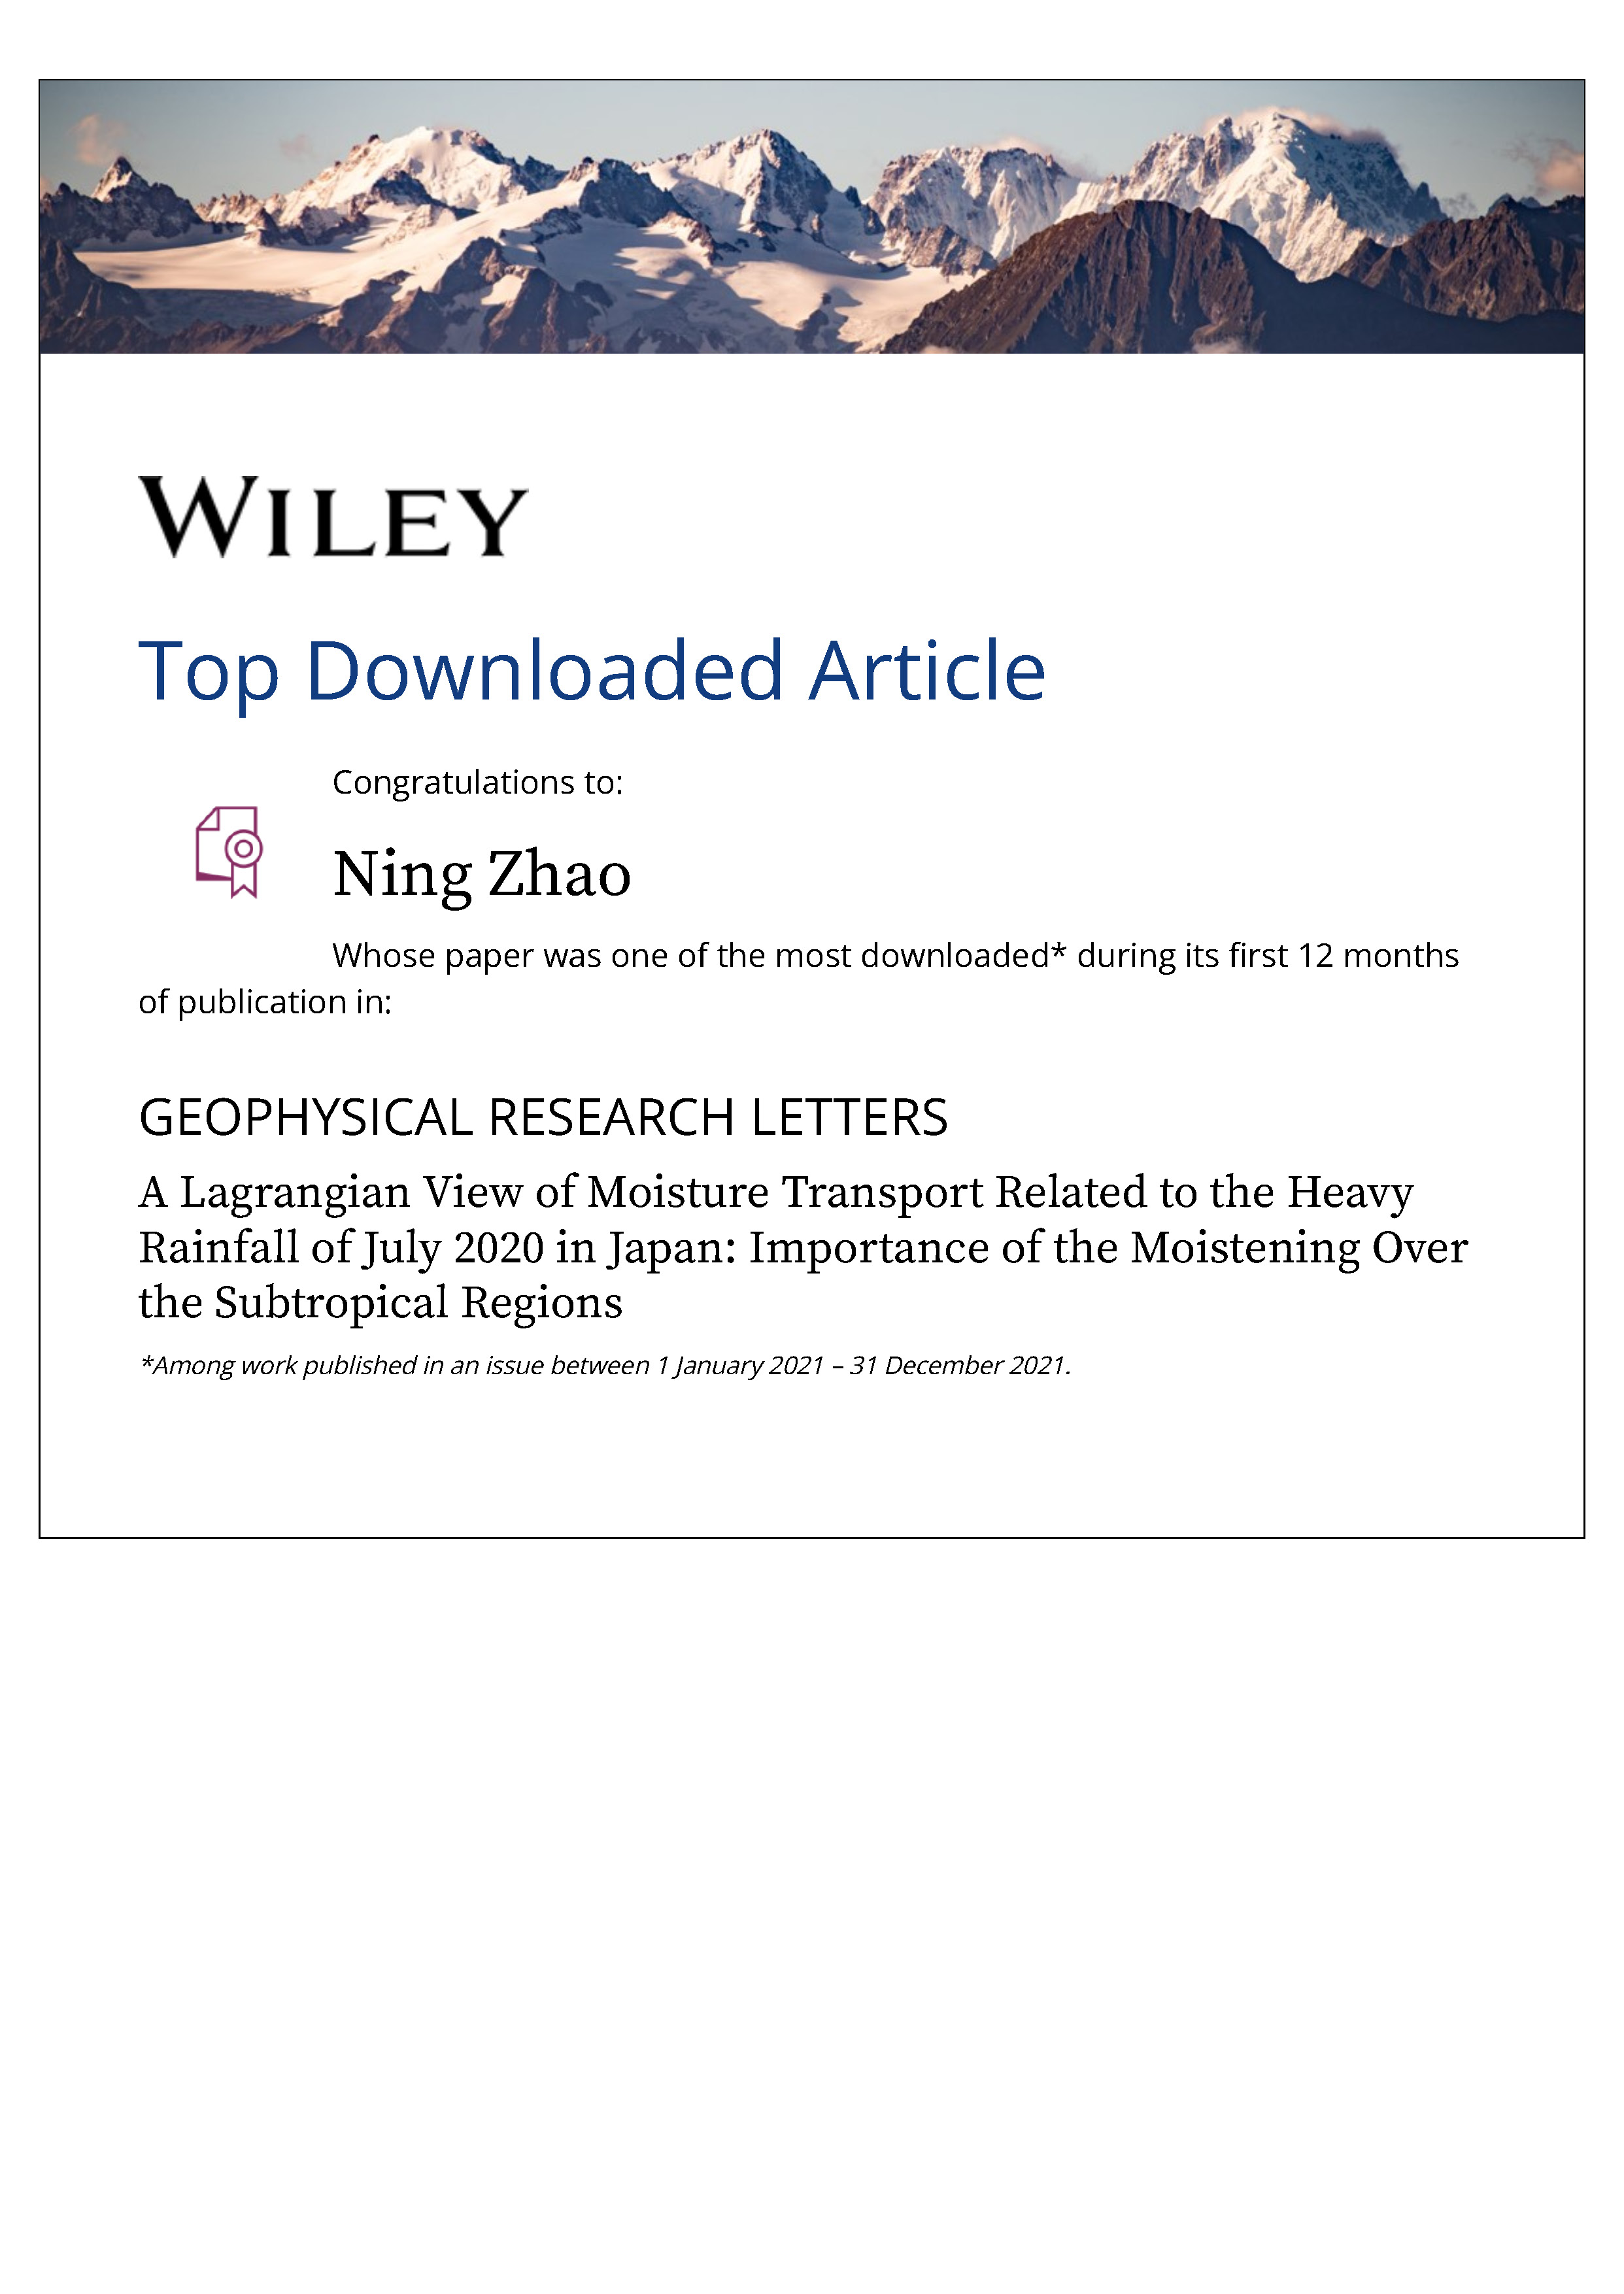 WILEY
Top Downloaded Article
Congratulations to:
Ning Zhao
Whose paper was one of the most downloaded* during its first 12 months
of publication in:
GEOPHYSICAL RESEARCH LETTERS
A Lagrangian View of Moisture Transport Related to the Heavy
Rainfall of July 2020 in Japan: Importance of the Moistening Over
the Subtropical Regions
*Among work published in an issue between 1 January 2021 – 31 December 2021.